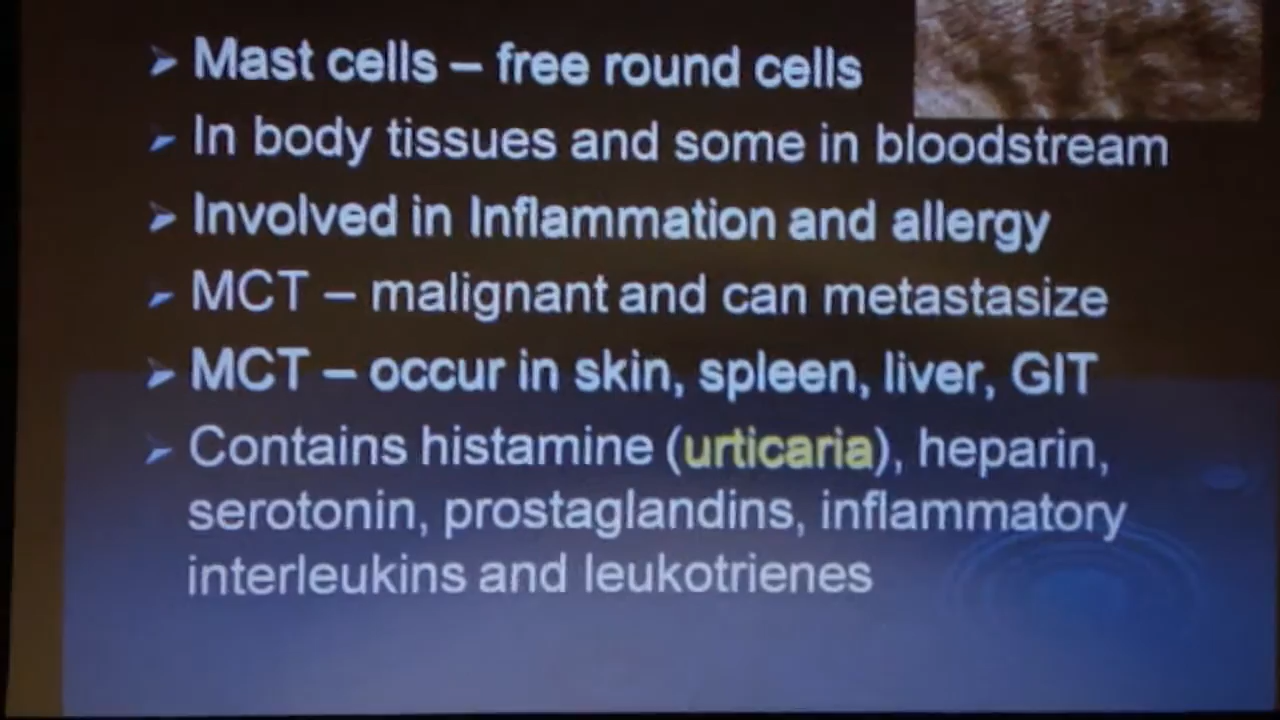 Mast cells – free round cells
In body tissues and some in bloodstream
Involved in Inflammation and allergy
MCT – malignant and can metastasize
MCT – occur in skin, spleen, liver, GIT
Contains histamine (urticaria), heparin,
serotonin, prostaglandins, inflammatory
interleukins and leukotrienes